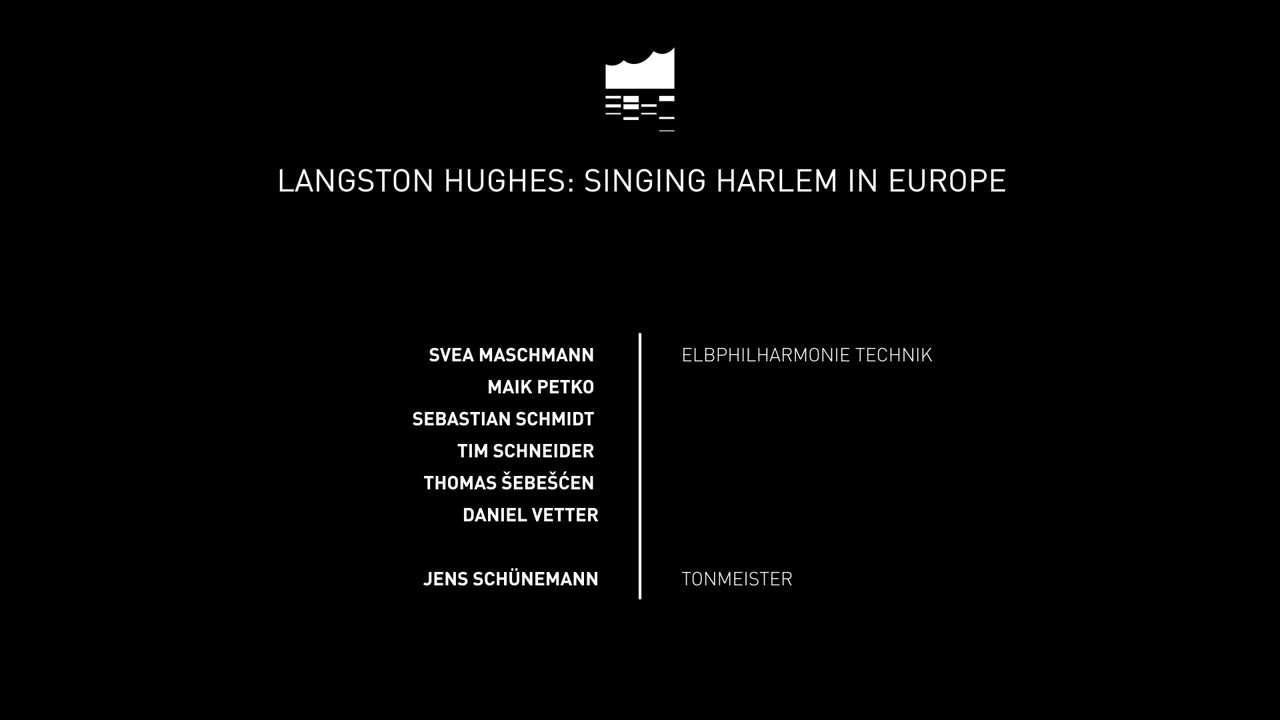 LANGSTON HUGHES: SINGING HARLEM IN EUROPE
SVEA MASCHMANN ELBPHILHARMONIE TECHNIK
MAIK PETKO
SEBASTIAN SCHMIDT
TIM SCHNEIDER
THOMAS ŠEBEŠĆEN
DANIEL VETTER
JENS SCHÜNEMANN TONMEISTER